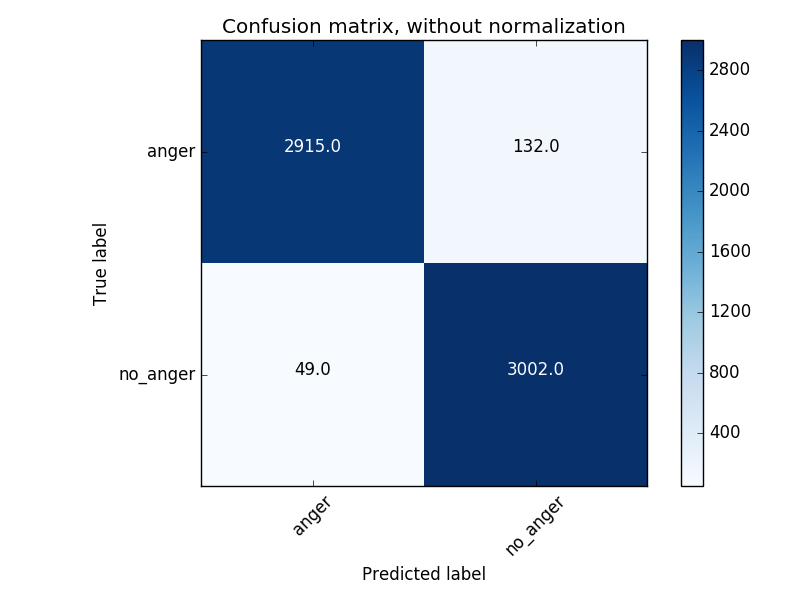 Confusion matrix, without normalization
True label
anger
2915.0
132.0
no_anger
49.0
3002.0
anger
no_anger
Predicted label
2800
2400
2000
1600
1200
800
400